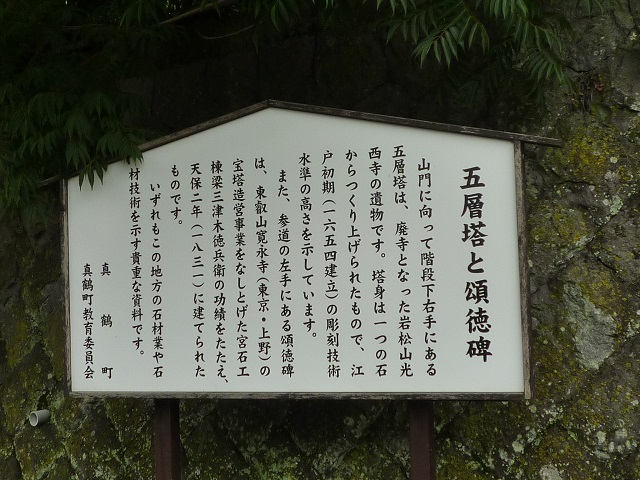 五層塔と頌徳碑
山門に向って階段下右手にある
五層塔は、廃寺となった岩松山光
西寺の遺物です。塔身は一つの石
からつくり上げられたもので、江
戸初期（一六五四建立）の彫刻技術
水準の高さを示しています。
また、参道の左手にある頌徳碑
は、東叡山寛永寺（東京・上野）の
宝塔造営事業をなしとげた宮石工
棟梁三津木徳兵衛の功績をたたえ、
天保二年（一八三一）に建てられた
ものです。
いずれもこの地方の石材業や石
材技術を示す貴重な資料です。
真鶴町
真鶴町教育委員会